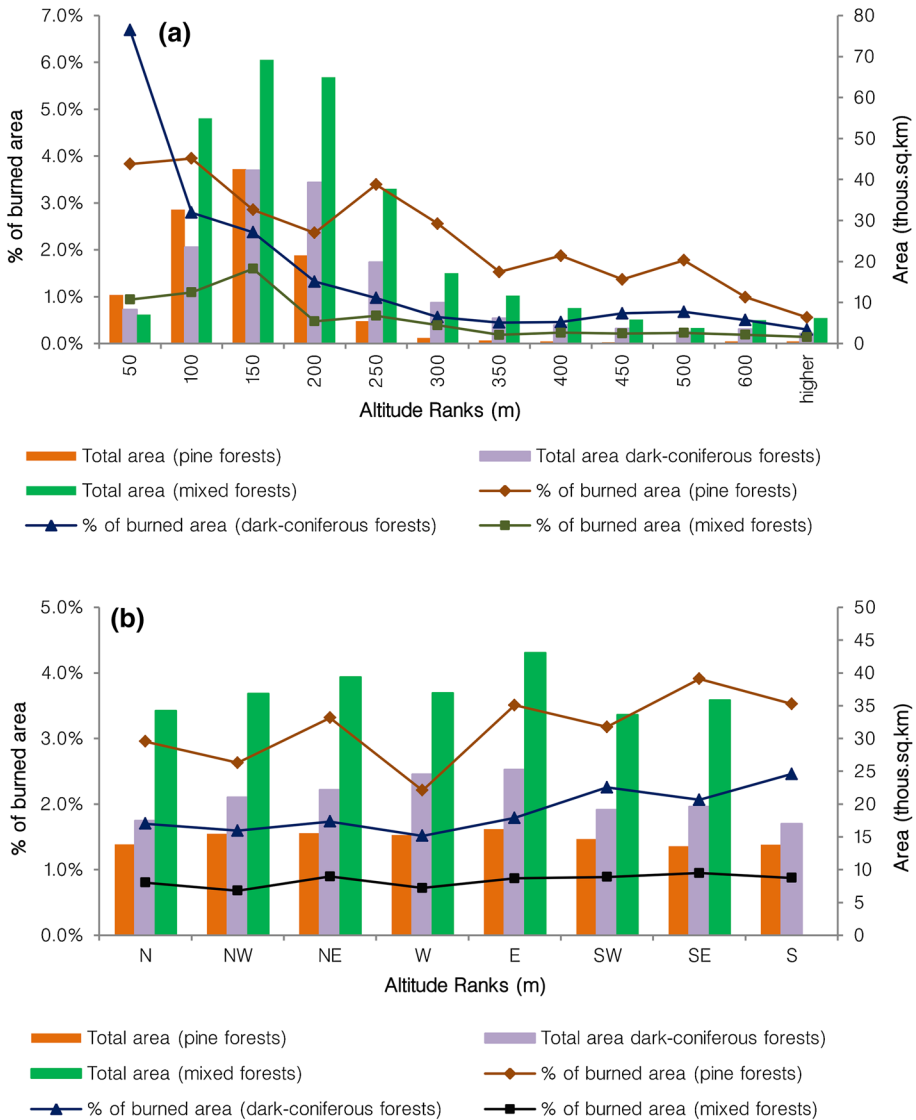 (a)
% of burned area
7.0%
6.0%
5.0%
4.0%
3.0%
2.0%
1.0%
0.0%
80
70
60
50
40
30
20
10
0
Area (thous.sq.km)
50 100 150 200 250 300 350 400 450 500 600 higher
Altitude Ranks (m)
Total area (pine forests) Total area dark-coniferous forests)
Total area (mixed forests) % of burned area (pine forests)
% of burned area (dark-coniferous forests) % of burned area (mixed forests)
(b)
% of burned area
5.0%
4.0%
3.0%
2.0%
1.0%
0.0%
50
45
40
35
30
25
20
15
10
5
0
Area (thous.sq.km)
N NW NE W E SW SE S
Altitude Ranks (m)
Total area (pine forests) Total area dark-coniferous forests)
Total area (mixed forests) % of burned area (pine forests)
% of burned area (dark-coniferous forests) % of burned area (mixed forests)